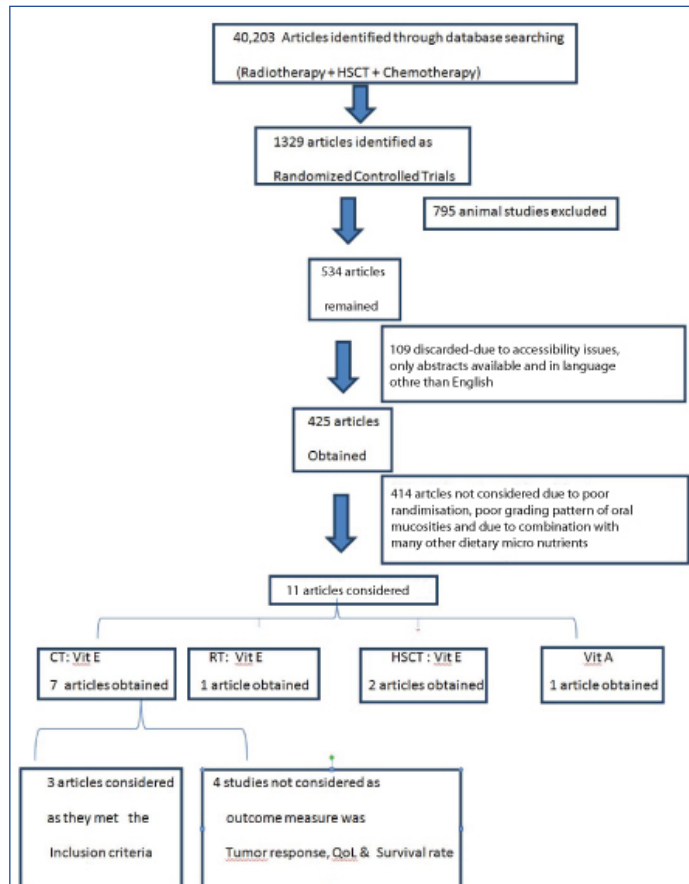 40,203 Articles identified through database searching
(Radiotherapy + HSCT + Chemotherapy)
1329 articles identified as
Randomized Controlled Trials
795 animal studies excluded
534 articles
remained
109 discarded-due to accessibility issues,
only abstracts available and in language
othre than English
425 articles
Obtained
414 artcles not considered due to poor
randimisation, poor grading pattern of oral
mucosities and due to combination with
many other dietary micro nutrients
11 articles considered
CT: Vit E
7 articles obtained
RT: Vit E
1 article obtained
HSCT : Vit E
2 articles obtained
Vit A
1 article obtained
3 articles considered
as they met the
Inclusion criteria
4 studies not considered as
outcome measure was
Tumor response, QoL & Survival rate